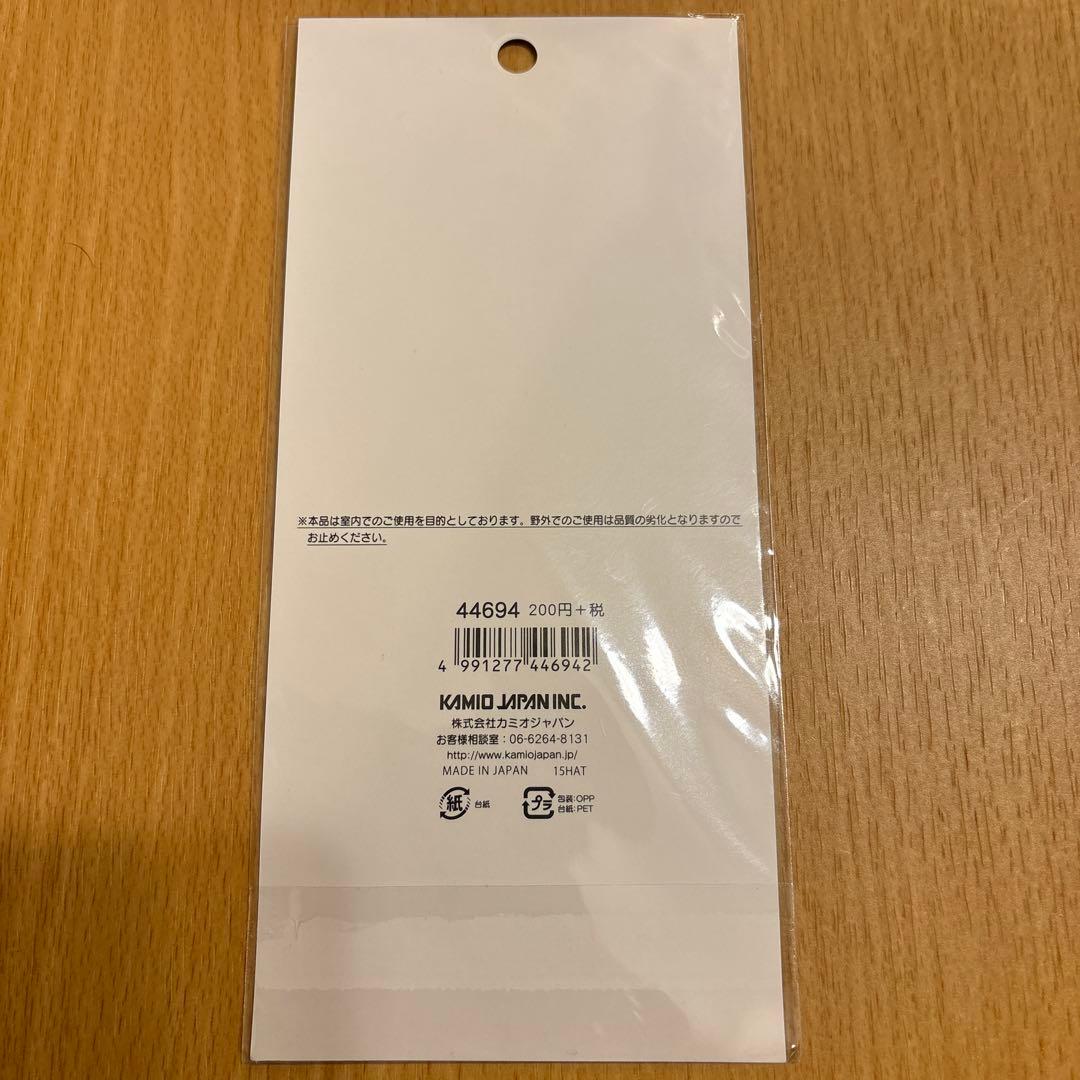 ※本品は室内でのご使用を目的としております。野外でのご使用は品質の劣化となりますので
お止めください。
44694 200円+税
4 991277 446942
KAMIO JAPAN INC.
株式会社カミオジャパン
お客様相談室：06-6264-8131
http://www.kamiojapan.jp/
MADE IN JAPAN 15HAT
紙 台紙
プラ 包装:OPP
台紙:PET